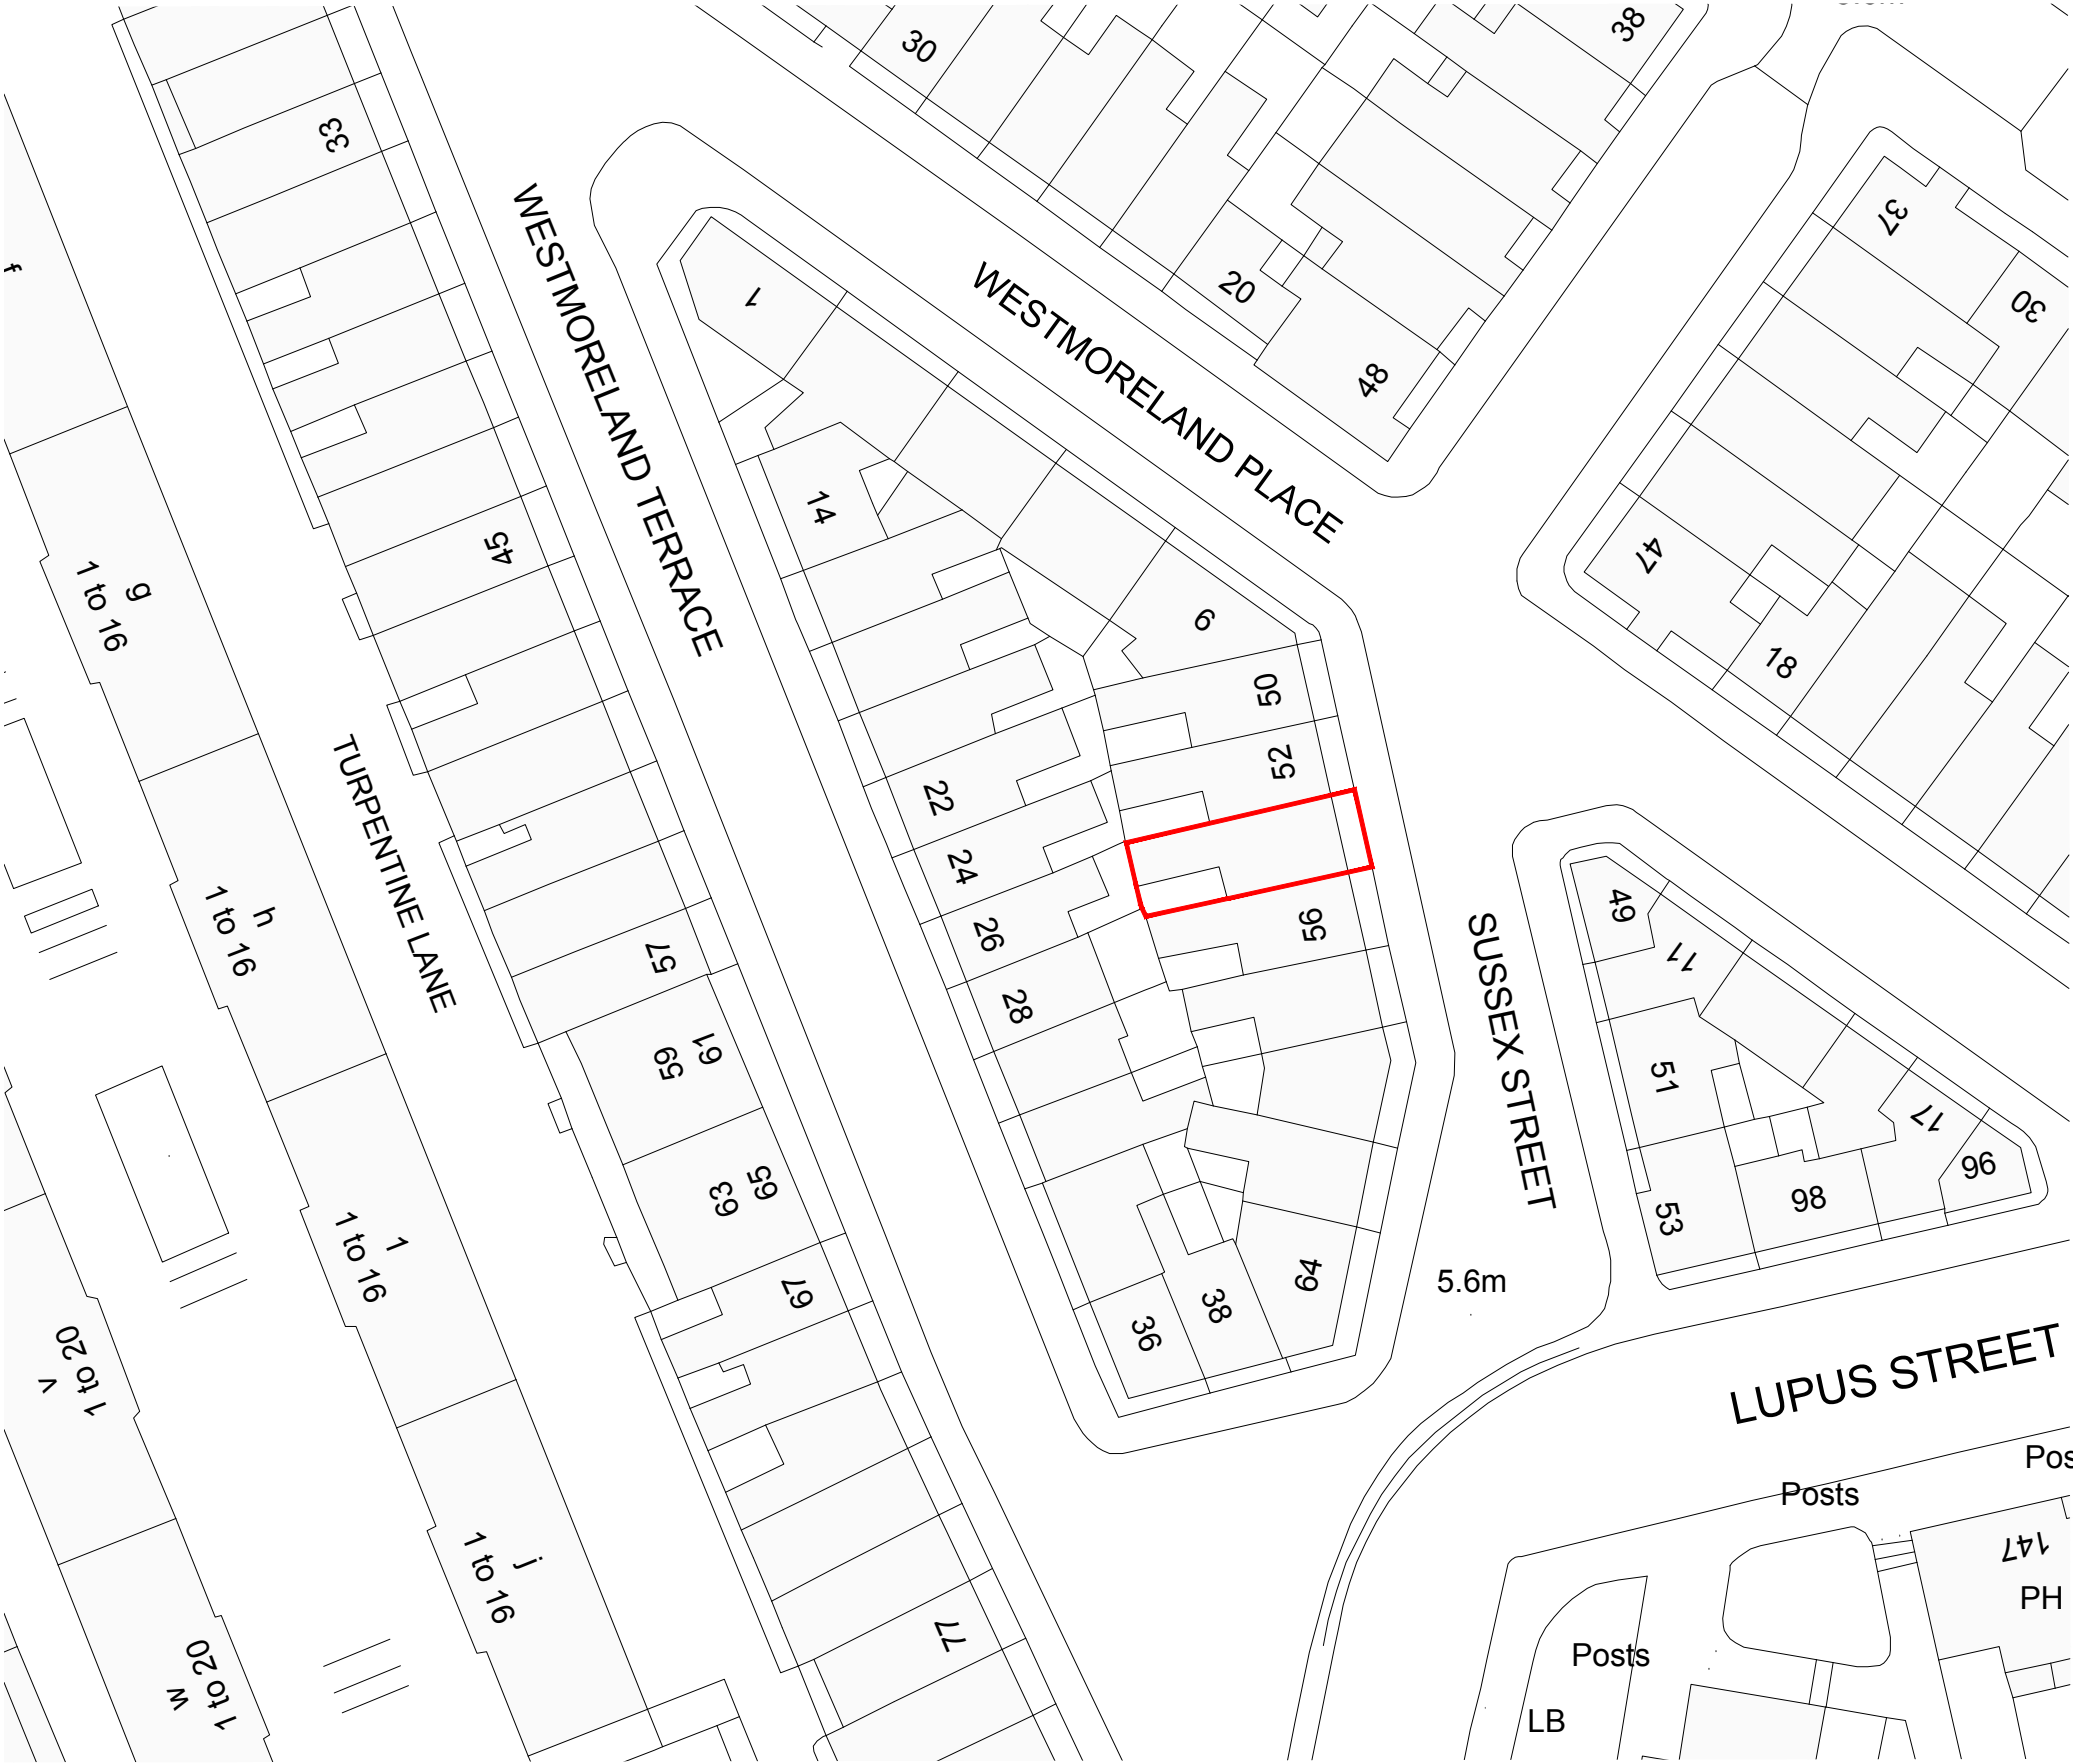 30
38
33
37
30
f
WESTMORELAND TERRACE
WESTMORELAND PLACE
1
20
48
14
45
47
g
1 to 16
6
18
50
52
22
TURPENTINE LANE
24
h
1 to 16
26
56
49
11
57
28
SUSSEX STREET
61
59
51
17
65
63
96
98
53
1
1 to 16
67
64
5.6m
38
36
1 to 20
v
LUPUS STREET
Pos
Posts
j
1 to 16
147
PH
77
Posts
1 to 20
w
LB